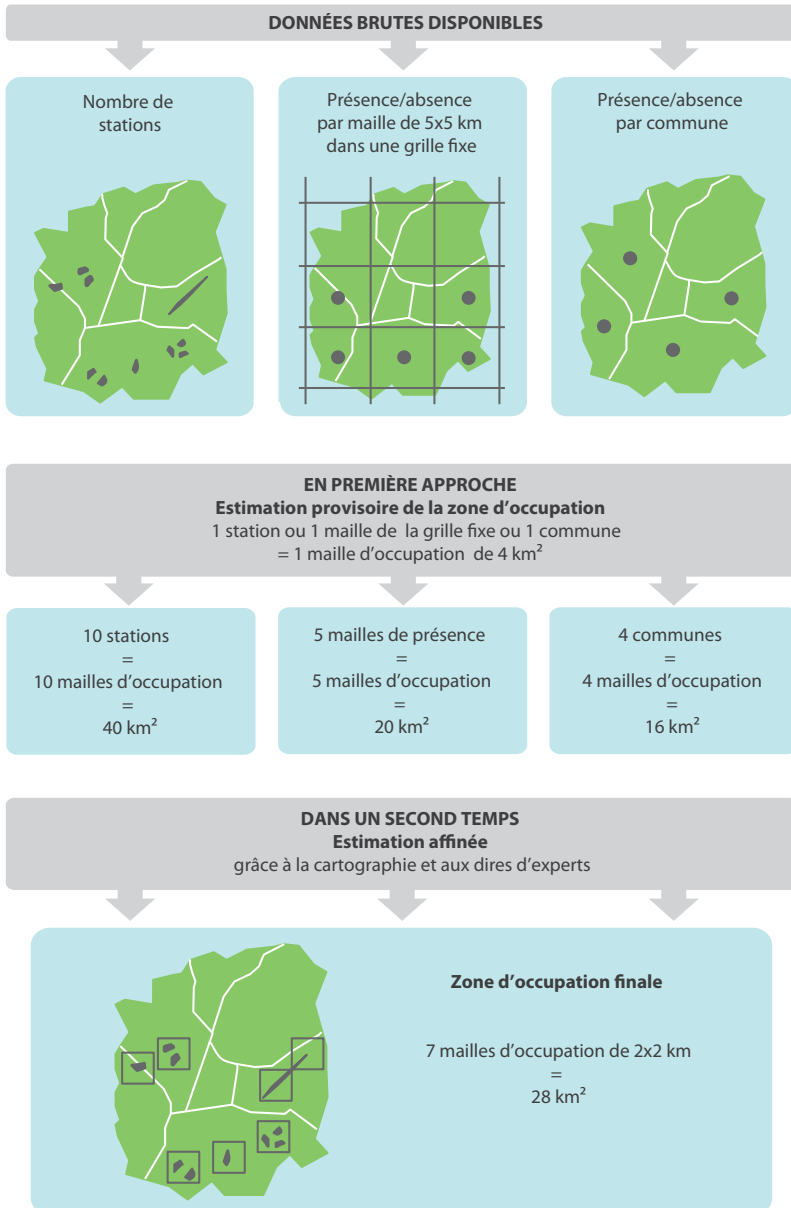 DONNÉES BRUTES DISPONIBLES
Nombre de
stations
Présence/absence
par maille de 5x5 km
dans une grille fixe
Présence/absence
par commune
EN PREMIÈRE APPROCHE
Estimation provisoire de la zone d'occupation
1 station ou 1 maille de la grille fixe ou 1 commune
= 1 maille d'occupation de 4 km²
10 stations
=
10 mailles d'occupation
=
40 km²
5 mailles de présence
=
5 mailles d'occupation
=
20 km²
4 communes
=
4 mailles d'occupation
=
16 km²
DANS UN SECOND TEMPS
Estimation affinée
grâce à la cartographie et aux dires d'experts
Zone d'occupation finale
7 mailles d'occupation de 2x2 km
=
28 km²